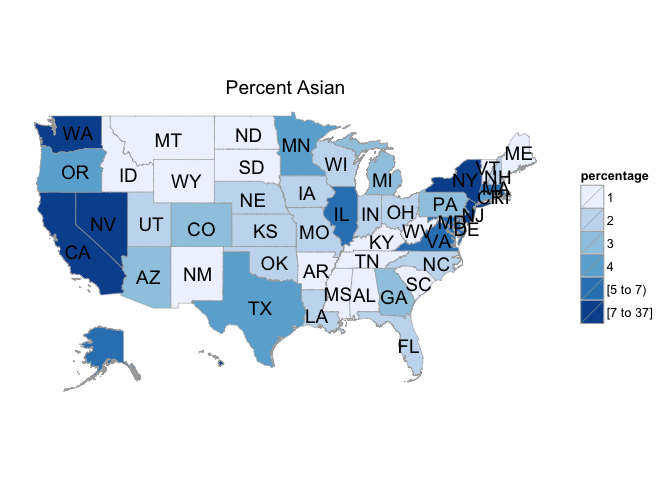 Percent Asian
WA
MT
ND
MN
ME
VT
NH
OR
ID
SD
WI
MI
NY
MA
CT
RI
WY
IA
NE
IL
IN
OH
PA
NJ
NV
UT
CO
KS
MO
WV
MD
DE
VA
CA
KY
AZ
NM
OK
AR
TN
NC
SC
TX
LA
MS
AL
GA
FL
percentage
1
2
3
4
[5 to 7)
[7 to 37]